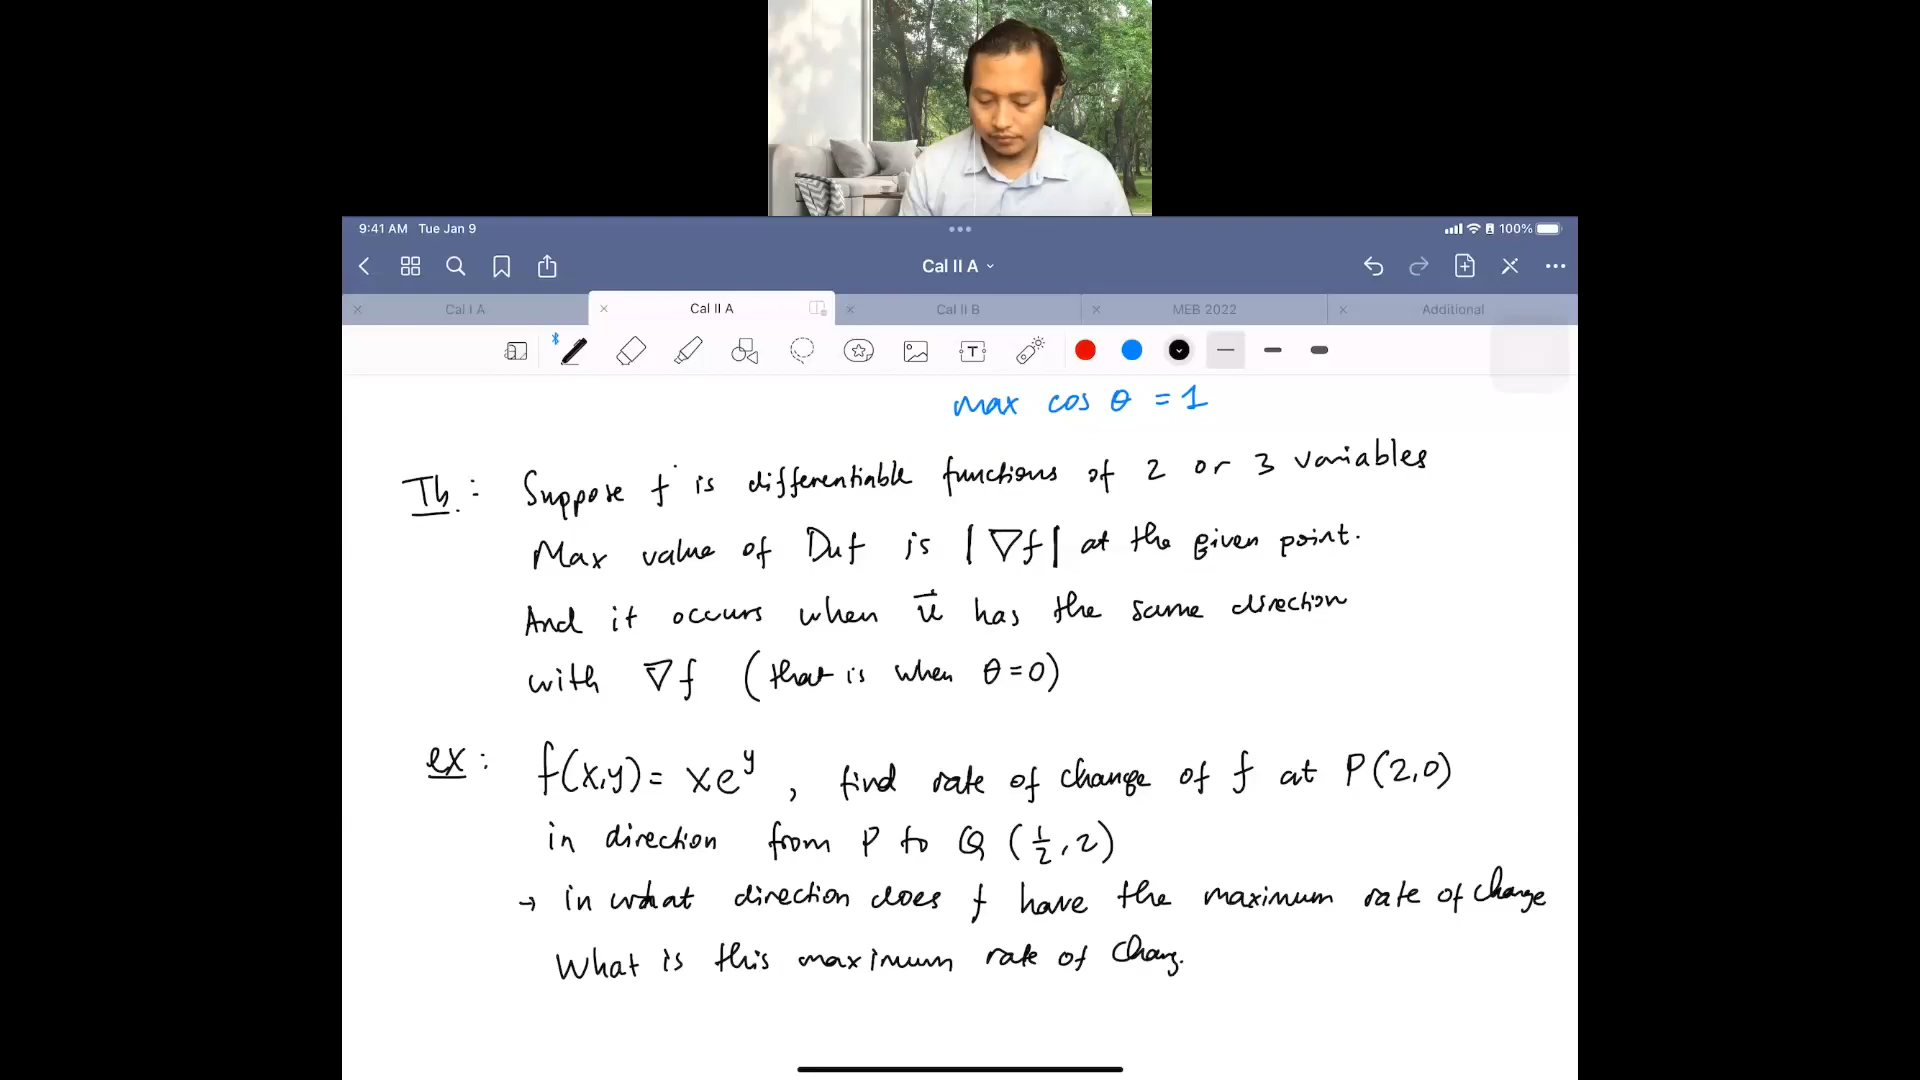 9:41 AM Tue Jan 9
100%
Cal II A
Cal I A
Cal II A
Cal II B
MEB 2022
Additional
T
max cos θ = 1
Th: Suppose f is differentiable functions of 2 or 3 variables
Max value of Duf is |∇f| at the given point.
And it occurs when u⃗ has the same direction
with ∇f (that is when θ = 0)
ex: f(x,y) = xe^y, find rate of change of f at P(2,0)
in direction from P to Q (1/2, 2)
→ in what direction does f have the maximum rate of change
What is this maximum rate of chang.